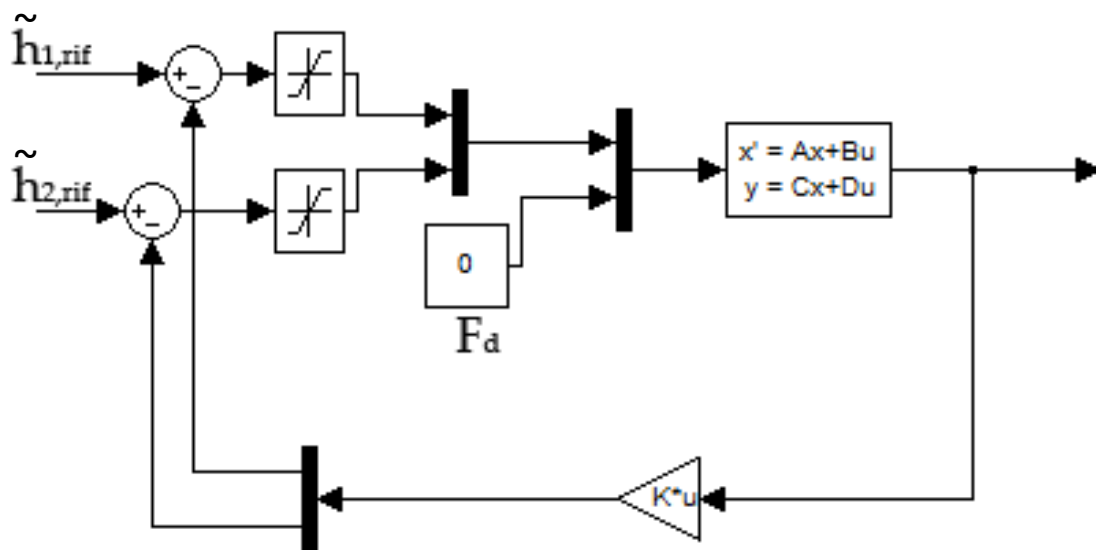 h̃1,rif
+
−
h̃2,rif
+
−
0
Fd
x' = Ax+Bu
y = Cx+Du
K*u